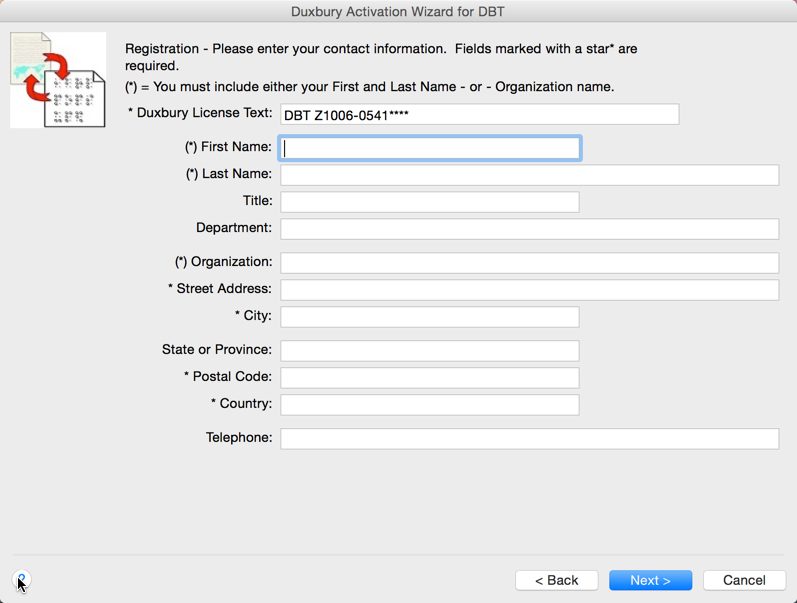 Duxbury Activation Wizard for DBT
Registration - Please enter your contact information.  Fields marked with a star* are
required.
(*) = You must include either your First and Last Name - or - Organization name.
* Duxbury License Text: DBT Z1006-0541****
(*) First Name:
(*) Last Name:
Title:
Department:
(*) Organization:
* Street Address:
* City:
State or Province:
* Postal Code:
* Country:
Telephone:
? < Back Next > Cancel